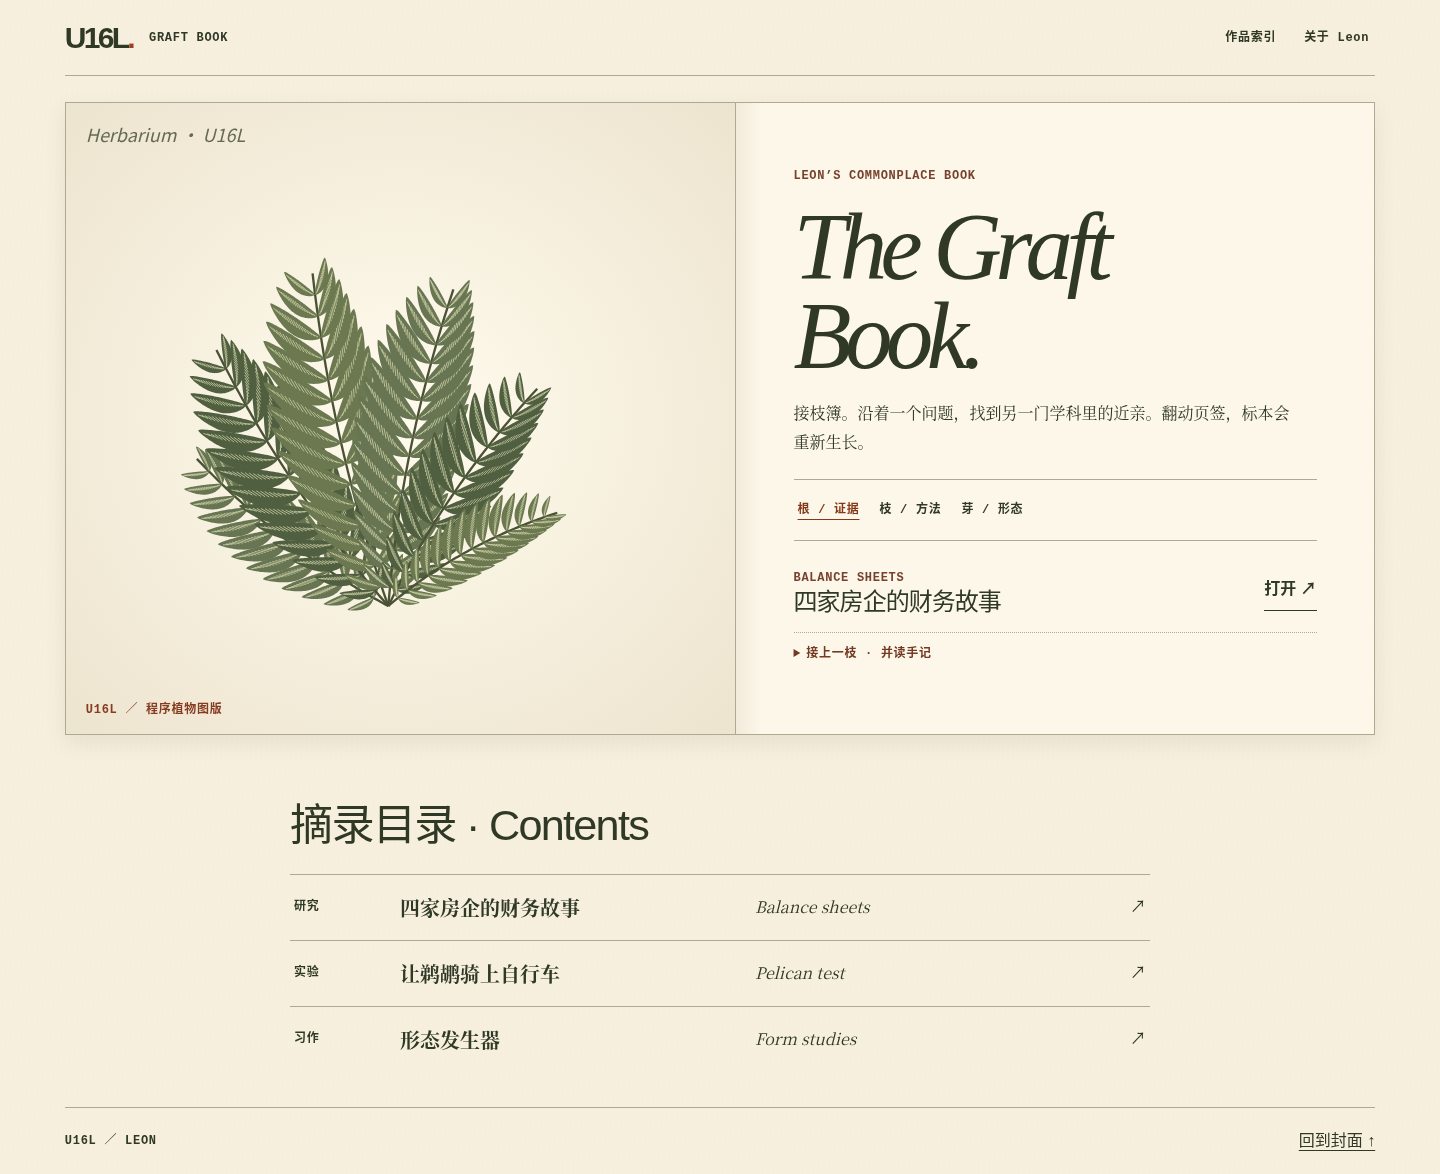 U16L. GRAFT BOOK 作品索引 关于 Leon
Herbarium · U16L
U16L ／ 程序植物图版
LEON’S COMMONPLACE BOOK
The Graft
Book.
接枝簿。沿着一个问题，找到另一门学科里的近亲。翻动页签，标本会
重新生长。
根 / 证据 枝 / 方法 芽 / 形态
BALANCE SHEETS
四家房企的财务故事
打开 ↗
▶ 接上一枝 · 并读手记
摘录目录 · Contents
研究 四家房企的财务故事 Balance sheets ↗
实验 让鹈鹕骑上自行车 Pelican test ↗
习作 形态发生器 Form studies ↗
U16L ／ LEON 回到封面 ↑